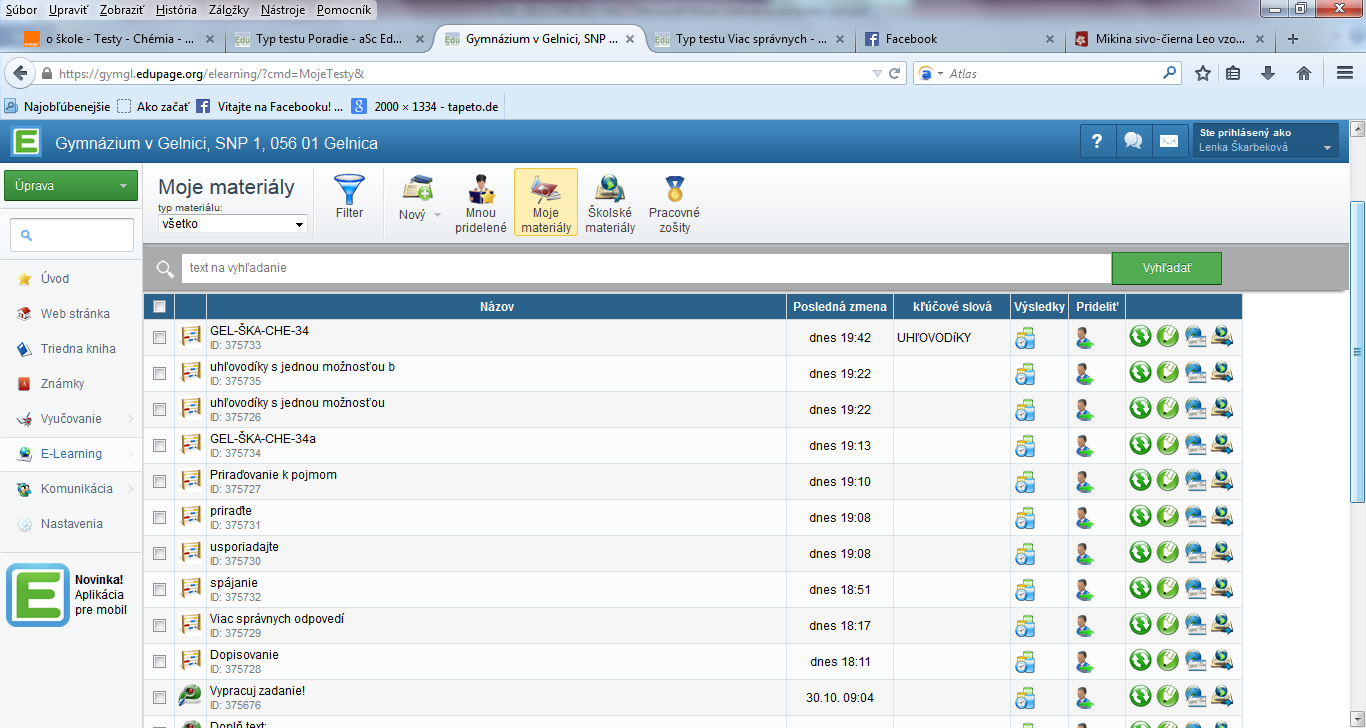 Súbor Upraviť Zobraziť História Záložky Nástroje Pomocník
o škole - Testy - Chémia - ... Typ testu Poradie - aSc Ed... Gymnázium v Gelnici, SNP ... Typ testu Viac správnych - ... Facebook Mikina sivo-čierna Leo vzo...
https://gymgl.edupage.org/elearning/?cmd=MojeTesty& Atlas
Najobľúbenejšie Ako začať Vitajte na Facebooku! ... 2000 × 1334 - tapeto.de
Gymnázium v Gelnici, SNP 1, 056 01 Gelnica
Ste prihlásený ako
Lenka Škarbeková
Úprava
Moje materiály
typ materiálu:
všetko
Filter
Nový
Mnou pridelené
Moje materiály
Školské materiály
Pracovné zošity
text na vyhľadanie Vyhľadať
Úvod
Web stránka
Triedna kniha
Známky
Vyučovanie
E-Learning
Komunikácia
Nastavenia
Novinka!
Aplikácia
pre mobil
Názov Posledná zmena kľúčové slová Výsledky Prideliť
GEL-ŠKA-CHE-34 dnes 19:42 UHľOVODíKY
ID: 375733
uhľovodíky s jednou možnosťou b dnes 19:22
ID: 375735
uhľovodíky s jednou možnosťou dnes 19:22
ID: 375726
GEL-ŠKA-CHE-34a dnes 19:13
ID: 375734
Priraďovanie k pojmom dnes 19:10
ID: 375727
priraďte dnes 19:08
ID: 375731
usporiadajte dnes 19:08
ID: 375730
spájanie dnes 18:51
ID: 375732
Viac správnych odpovedí dnes 18:17
ID: 375729
Dopisovanie dnes 18:11
ID: 375728
Vypracuj zadanie! 30.10. 09:04
ID: 375676
Doplň text: